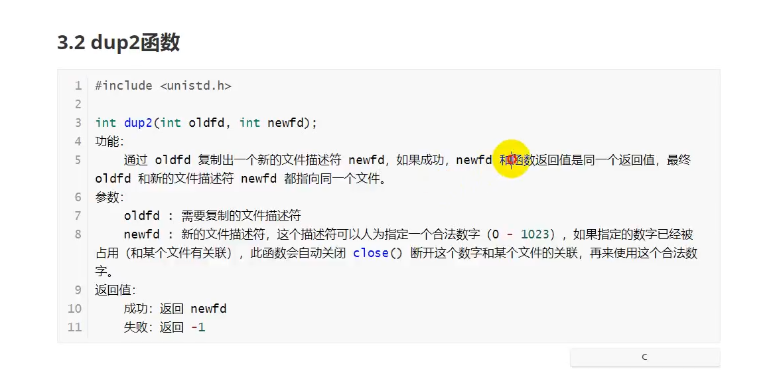 3.2 dup2函数
1 #include <unistd.h>
2
3 int dup2(int oldfd, int newfd);
4 功能:
5 通过 oldfd 复制出一个新的文件描述符 newfd，如果成功，newfd 和函数返回值是同一个返回值，最终
oldfd 和新的文件描述符 newfd 都指向同一个文件。
6 参数:
7 oldfd : 需要复制的文件描述符
8 newfd : 新的文件描述符，这个描述符可以人为指定一个合法数字（0 - 1023），如果指定的数字已经被
占用（和某个文件有关联），此函数会自动关闭 close() 断开这个数字和某个文件的关联，再来使用这个合法数
字。
9 返回值:
10 成功: 返回 newfd
11 失败: 返回 -1
C